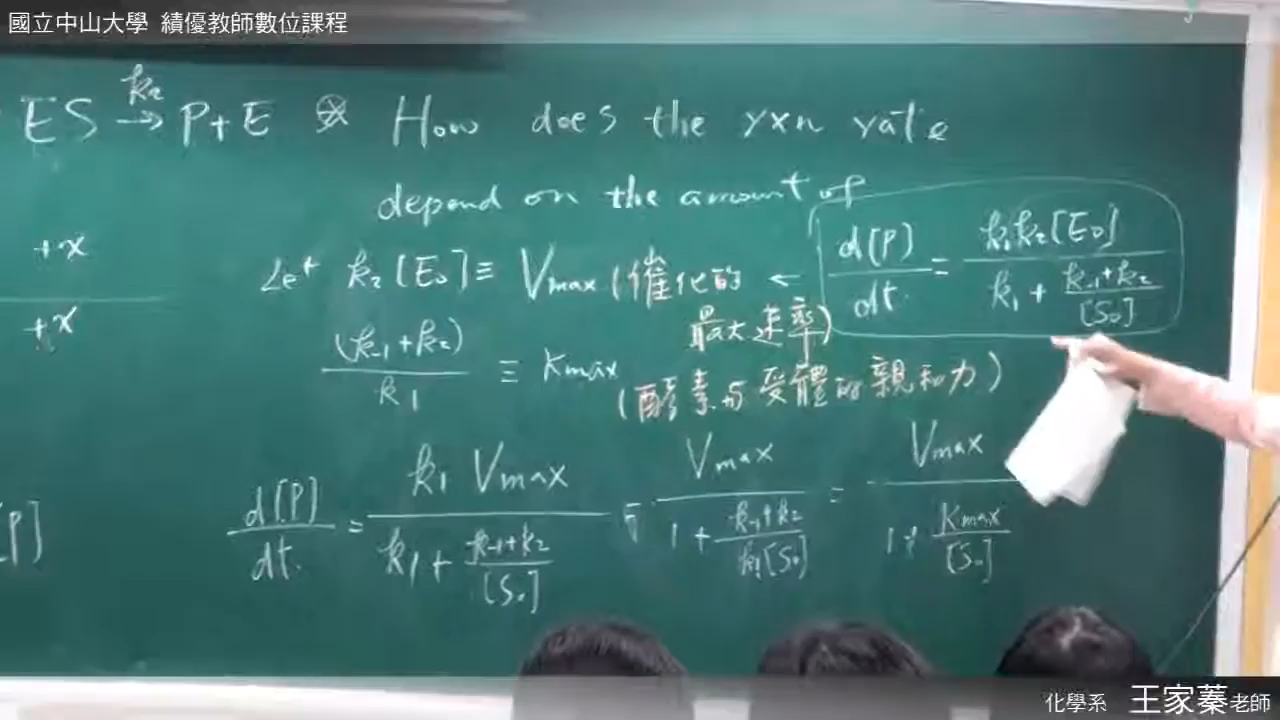 國立中山大學 績優教師數位課程
ES k₂→ P+E ⊗ How does the rxn rate
depend on the amount of
+x
+x
Let k₂[E₀]≡ Vmax (催化的最大速率) ← d[P]/dt = k₁k₂[E₀] / (k₁ + (k₋₁+k₂)/[S₀])
(k₋₁+k₂)/k₁ ≡ Kmax (酵素与受體的親和力)
P]
d[P]/dt = k₁ Vmax / (k₁ + (k₋₁+k₂)/[S₀]) = Vmax / (1 + (k₋₁+k₂)/(k₁[S₀])) = Vmax / (1 + Kmax/[S₀])
化學系 王家蓁老師